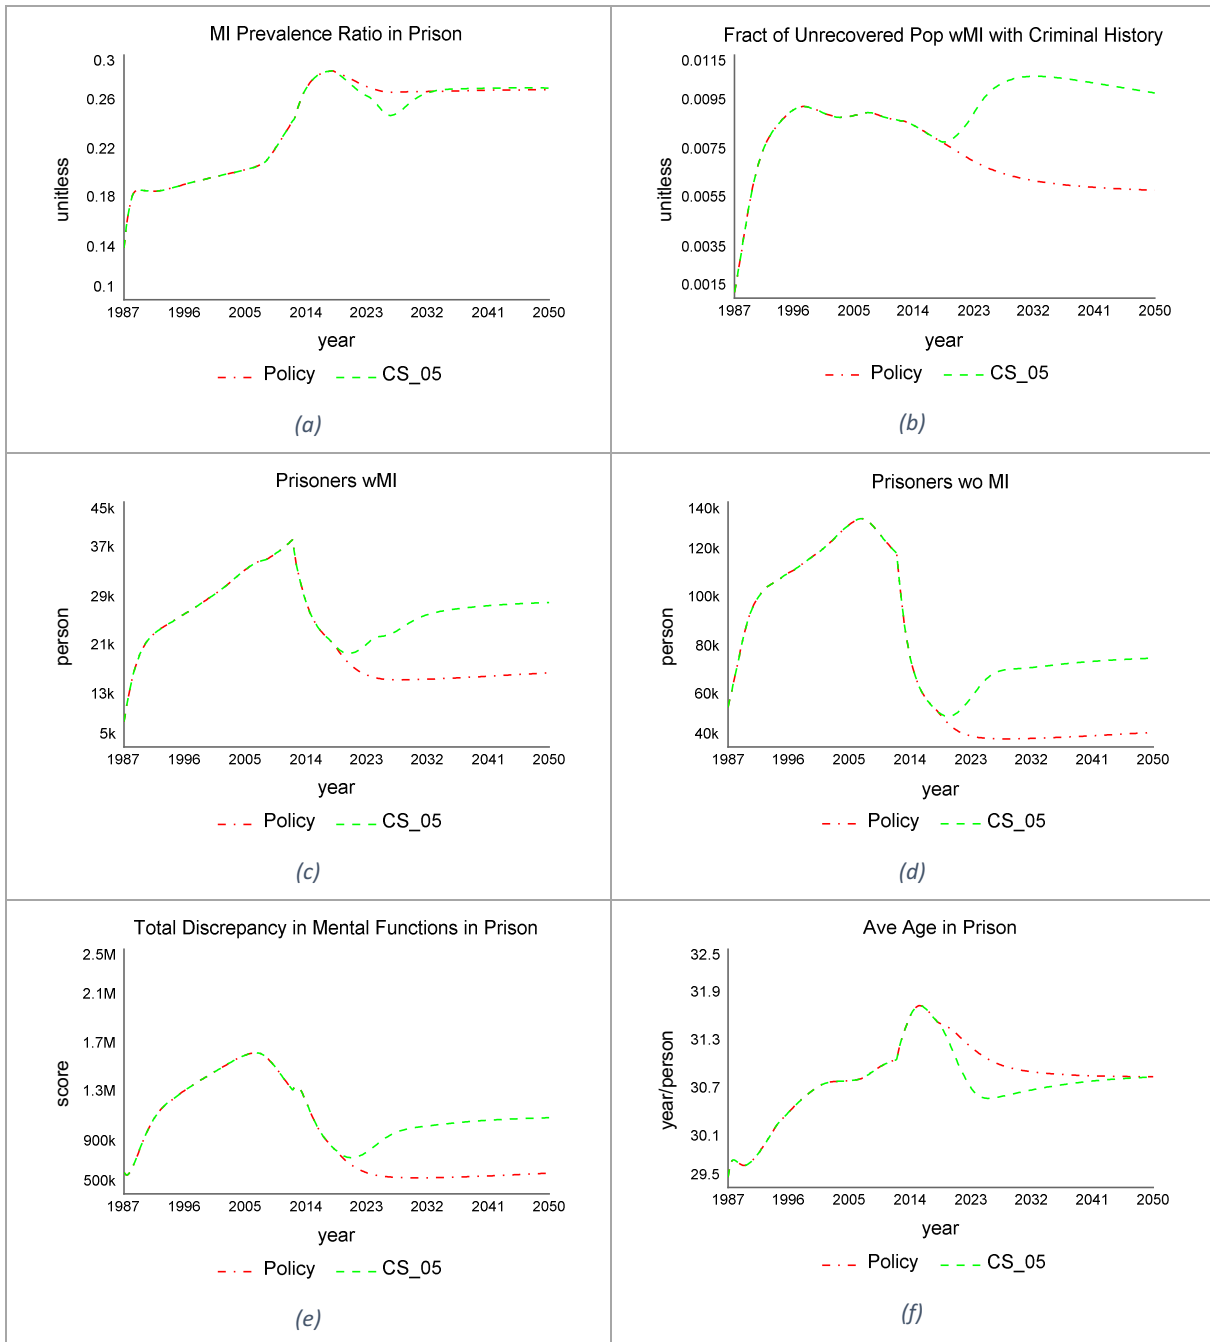 MI Prevalence Ratio in Prison
0.3
0.26
0.22
0.18
0.14
0.1
unitless
1987 1996 2005 2014 2023 2032 2041 2050
year
Policy CS_05
(a)
Fract of Unrecovered Pop wMI with Criminal History
0.0115
0.0095
0.0075
0.0055
0.0035
0.0015
unitless
1987 1996 2005 2014 2023 2032 2041 2050
year
Policy CS_05
(b)
Prisoners wMI
45k
37k
29k
21k
13k
5k
person
1987 1996 2005 2014 2023 2032 2041 2050
year
Policy CS_05
(c)
Prisoners wo MI
140k
120k
100k
80k
60k
40k
person
1987 1996 2005 2014 2023 2032 2041 2050
year
Policy CS_05
(d)
Total Discrepancy in Mental Functions in Prison
2.5M
2.1M
1.7M
1.3M
900k
500k
score
1987 1996 2005 2014 2023 2032 2041 2050
year
Policy CS_05
(e)
Ave Age in Prison
32.5
31.9
31.3
30.7
30.1
29.5
year/person
1987 1996 2005 2014 2023 2032 2041 2050
year
Policy CS_05
(f)